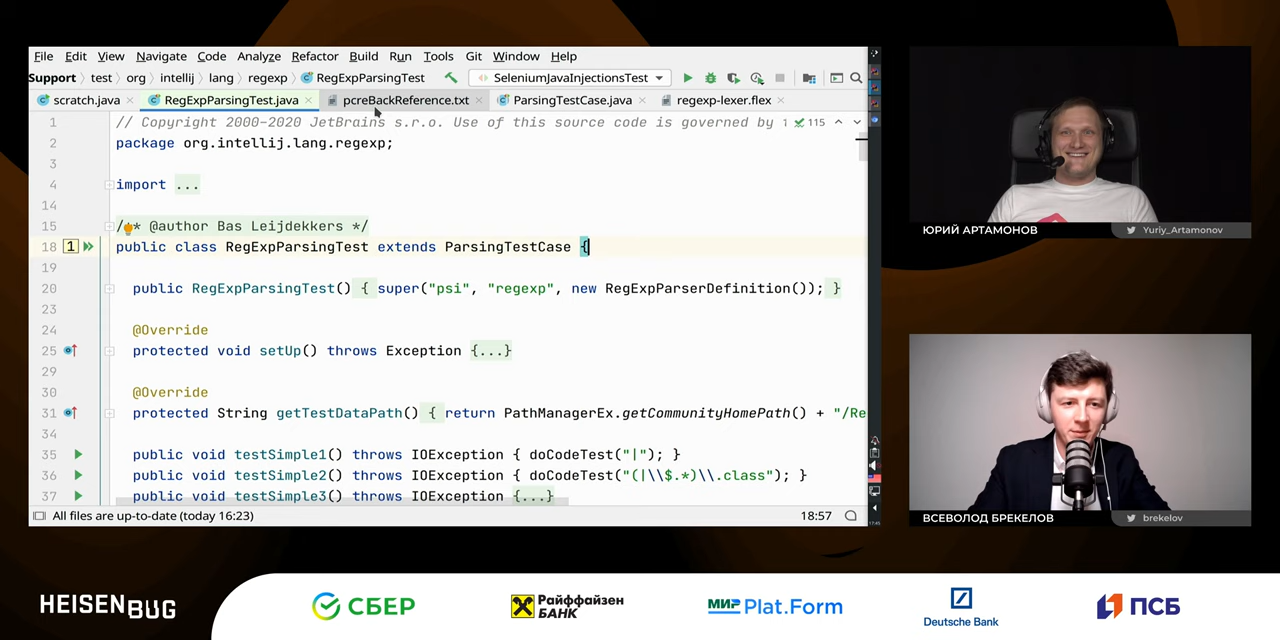 File Edit View Navigate Code Analyze Refactor Build Run Tools Git Window Help
Support test org intellij lang regexp RegExpParsingTest SeleniumJavaInjectionsTest
scratch.java RegExpParsingTest.java pcreBackReference.txt ParsingTestCase.java regexp-lexer.flex
1 // Copyright 2000–2020 JetBrains s.r.o. Use of this source code is governed by 115
2 package org.intellij.lang.regexp;
3
4 import ...
14
15 /** @author Bas Leijdekkers */
18 1 public class RegExpParsingTest extends ParsingTestCase {
19
20 public RegExpParsingTest() { super("psi", "regexp", new RegExpParserDefinition()); }
23
24 @Override
25 protected void setUp() throws Exception {...}
29
30 @Override
31 protected String getTestDataPath() { return PathManagerEx.getCommunityHomePath() + "/Re
34
35 public void testSimple1() throws IOException { doCodeTest("|"); }
36 public void testSimple2() throws IOException { doCodeTest("(|\\$.*)\\.class"); }
37 public void testSimple3() throws IOException {...}
All files are up-to-date (today 16:23) 18:57
ЮРИЙ АРТАМОНОВ Yuriy_Artamonov
ВСЕВОЛОД БРЕКЕЛОВ brekelov
HEISENBUG
СБЕР
Райффайзен
БАНК
МИР Plat.Form
Deutsche Bank
ПСБ